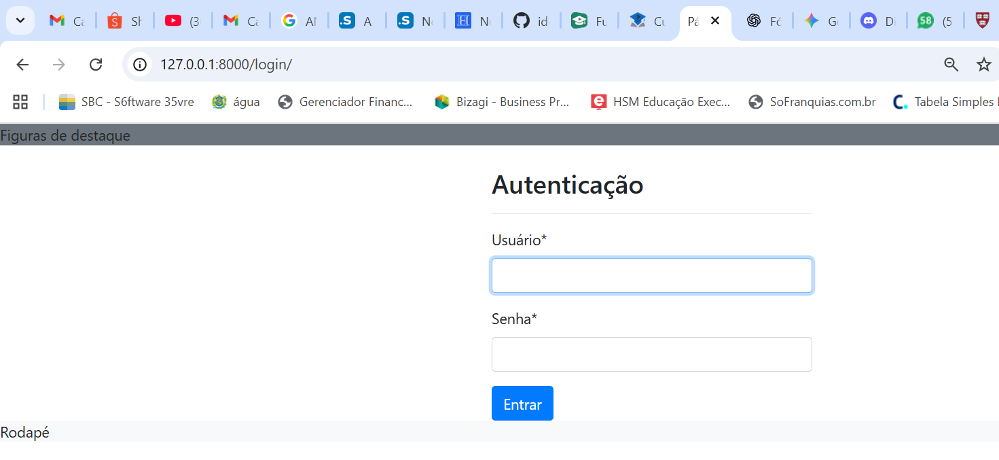 Ca Sh (3 Ca Al A No No id Fu Cu Pá Fó Ge Di 58 (5
127.0.0.1:8000/login/
SBC - S6ftware 35vre água Gerenciador Financ... Bizagi - Business Pr... HSM Educação Exec... SoFranquias.com.br Tabela Simples
Figuras de destaque
Autenticação
Usuário*
Senha*
Entrar
Rodapé